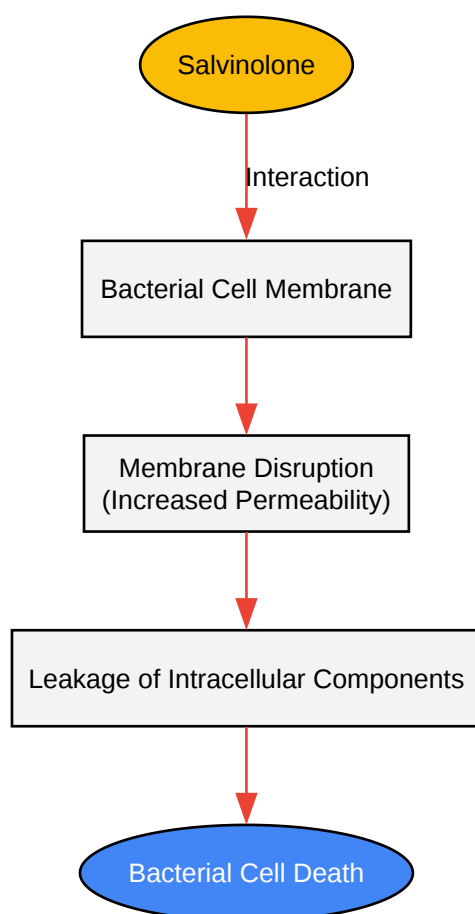 Salvinolone
Interaction
Bacterial Cell Membrane
Membrane Disruption
(Increased Permeability)
Leakage of Intracellular Components
Bacterial Cell Death